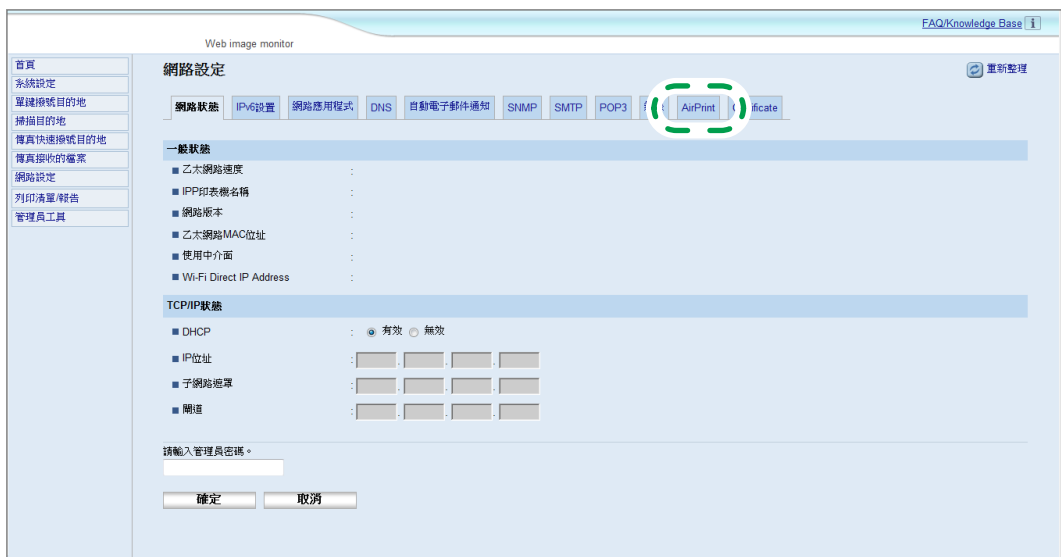 FAQ/Knowledge Base i
Web image monitor
首頁
系統設定
單鍵撥號目的地
掃描目的地
傳真快速撥號目的地
傳真接收的檔案
網路設定
列印清單/報告
管理員工具
網路設定
重新整理
網路狀態 IPv6設置 網路應用程式 DNS 自動電子郵件通知 SNMP SMTP POP3 AirPrint ificate
一般狀態
乙太網路速度 :
IPP印表機名稱 :
網路版本 :
乙太網路MAC位址 :
使用中介面 :
Wi-Fi Direct IP Address :
TCP/IP狀態
DHCP : 有效 無效
IP位址 : . . .
子網路遮罩 : . . .
閘道 : . . .
請輸入管理員密碼。
確定 取消